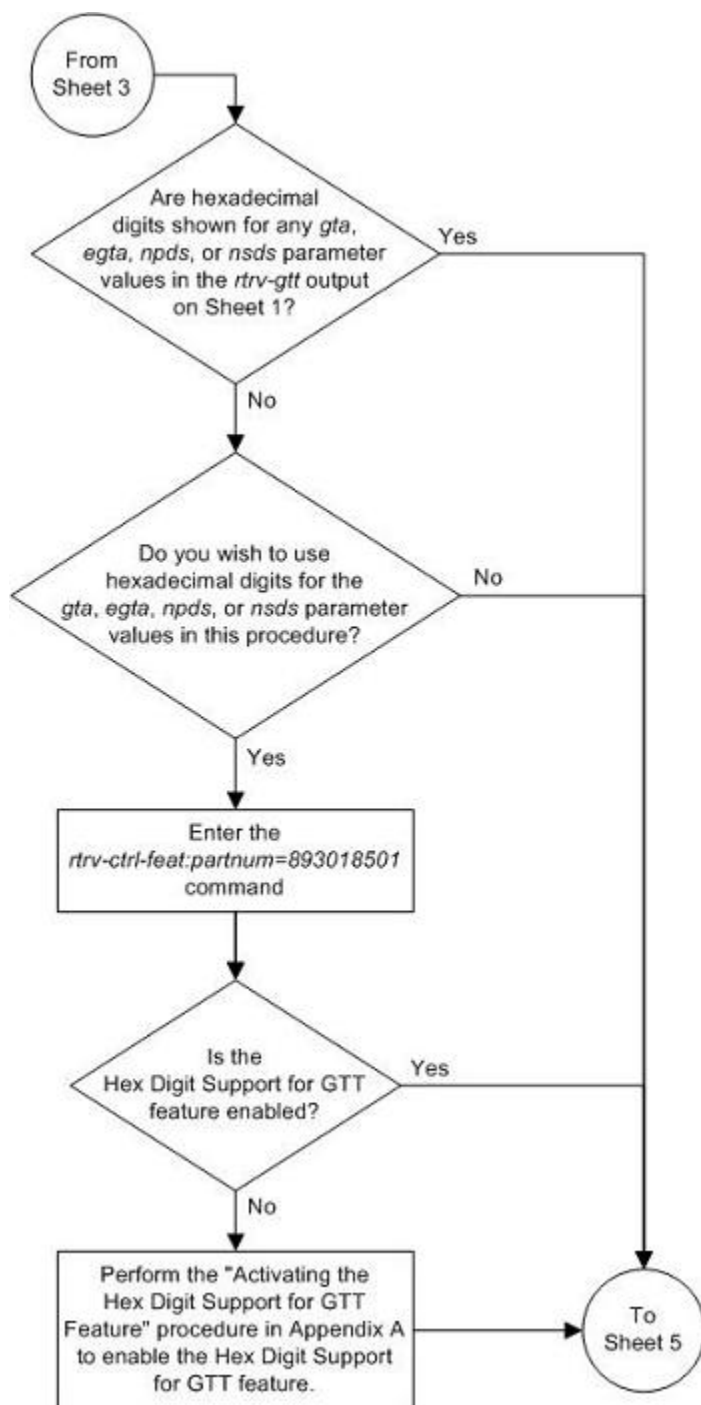 From
Sheet 3
Are hexadecimal
digits shown for any gta,
egta, npds, or nsds parameter
values in the rtrv-gtt output
on Sheet 1?
Yes
No
Do you wish to use
hexadecimal digits for the
gta, egta, npds, or nsds parameter
values in this procedure?
No
Yes
Enter the
rtrv-ctrl-feat:partnum=893018501
command
Is the
Hex Digit Support for GTT
feature enabled?
Yes
No
Perform the "Activating the
Hex Digit Support for GTT
Feature" procedure in Appendix A
to enable the Hex Digit Support
for GTT feature.
To
Sheet 5